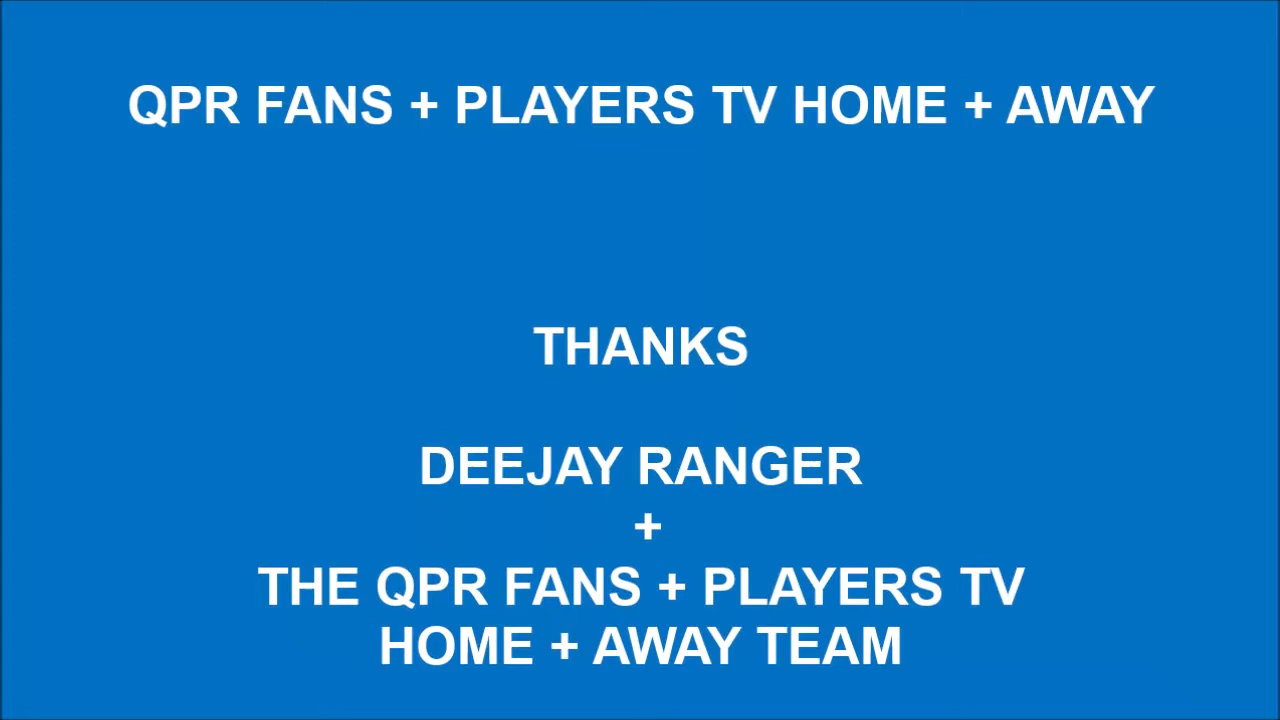 QPR FANS + PLAYERS TV HOME + AWAY
THANKS
DEEJAY RANGER
+
THE QPR FANS + PLAYERS TV
HOME + AWAY TEAM